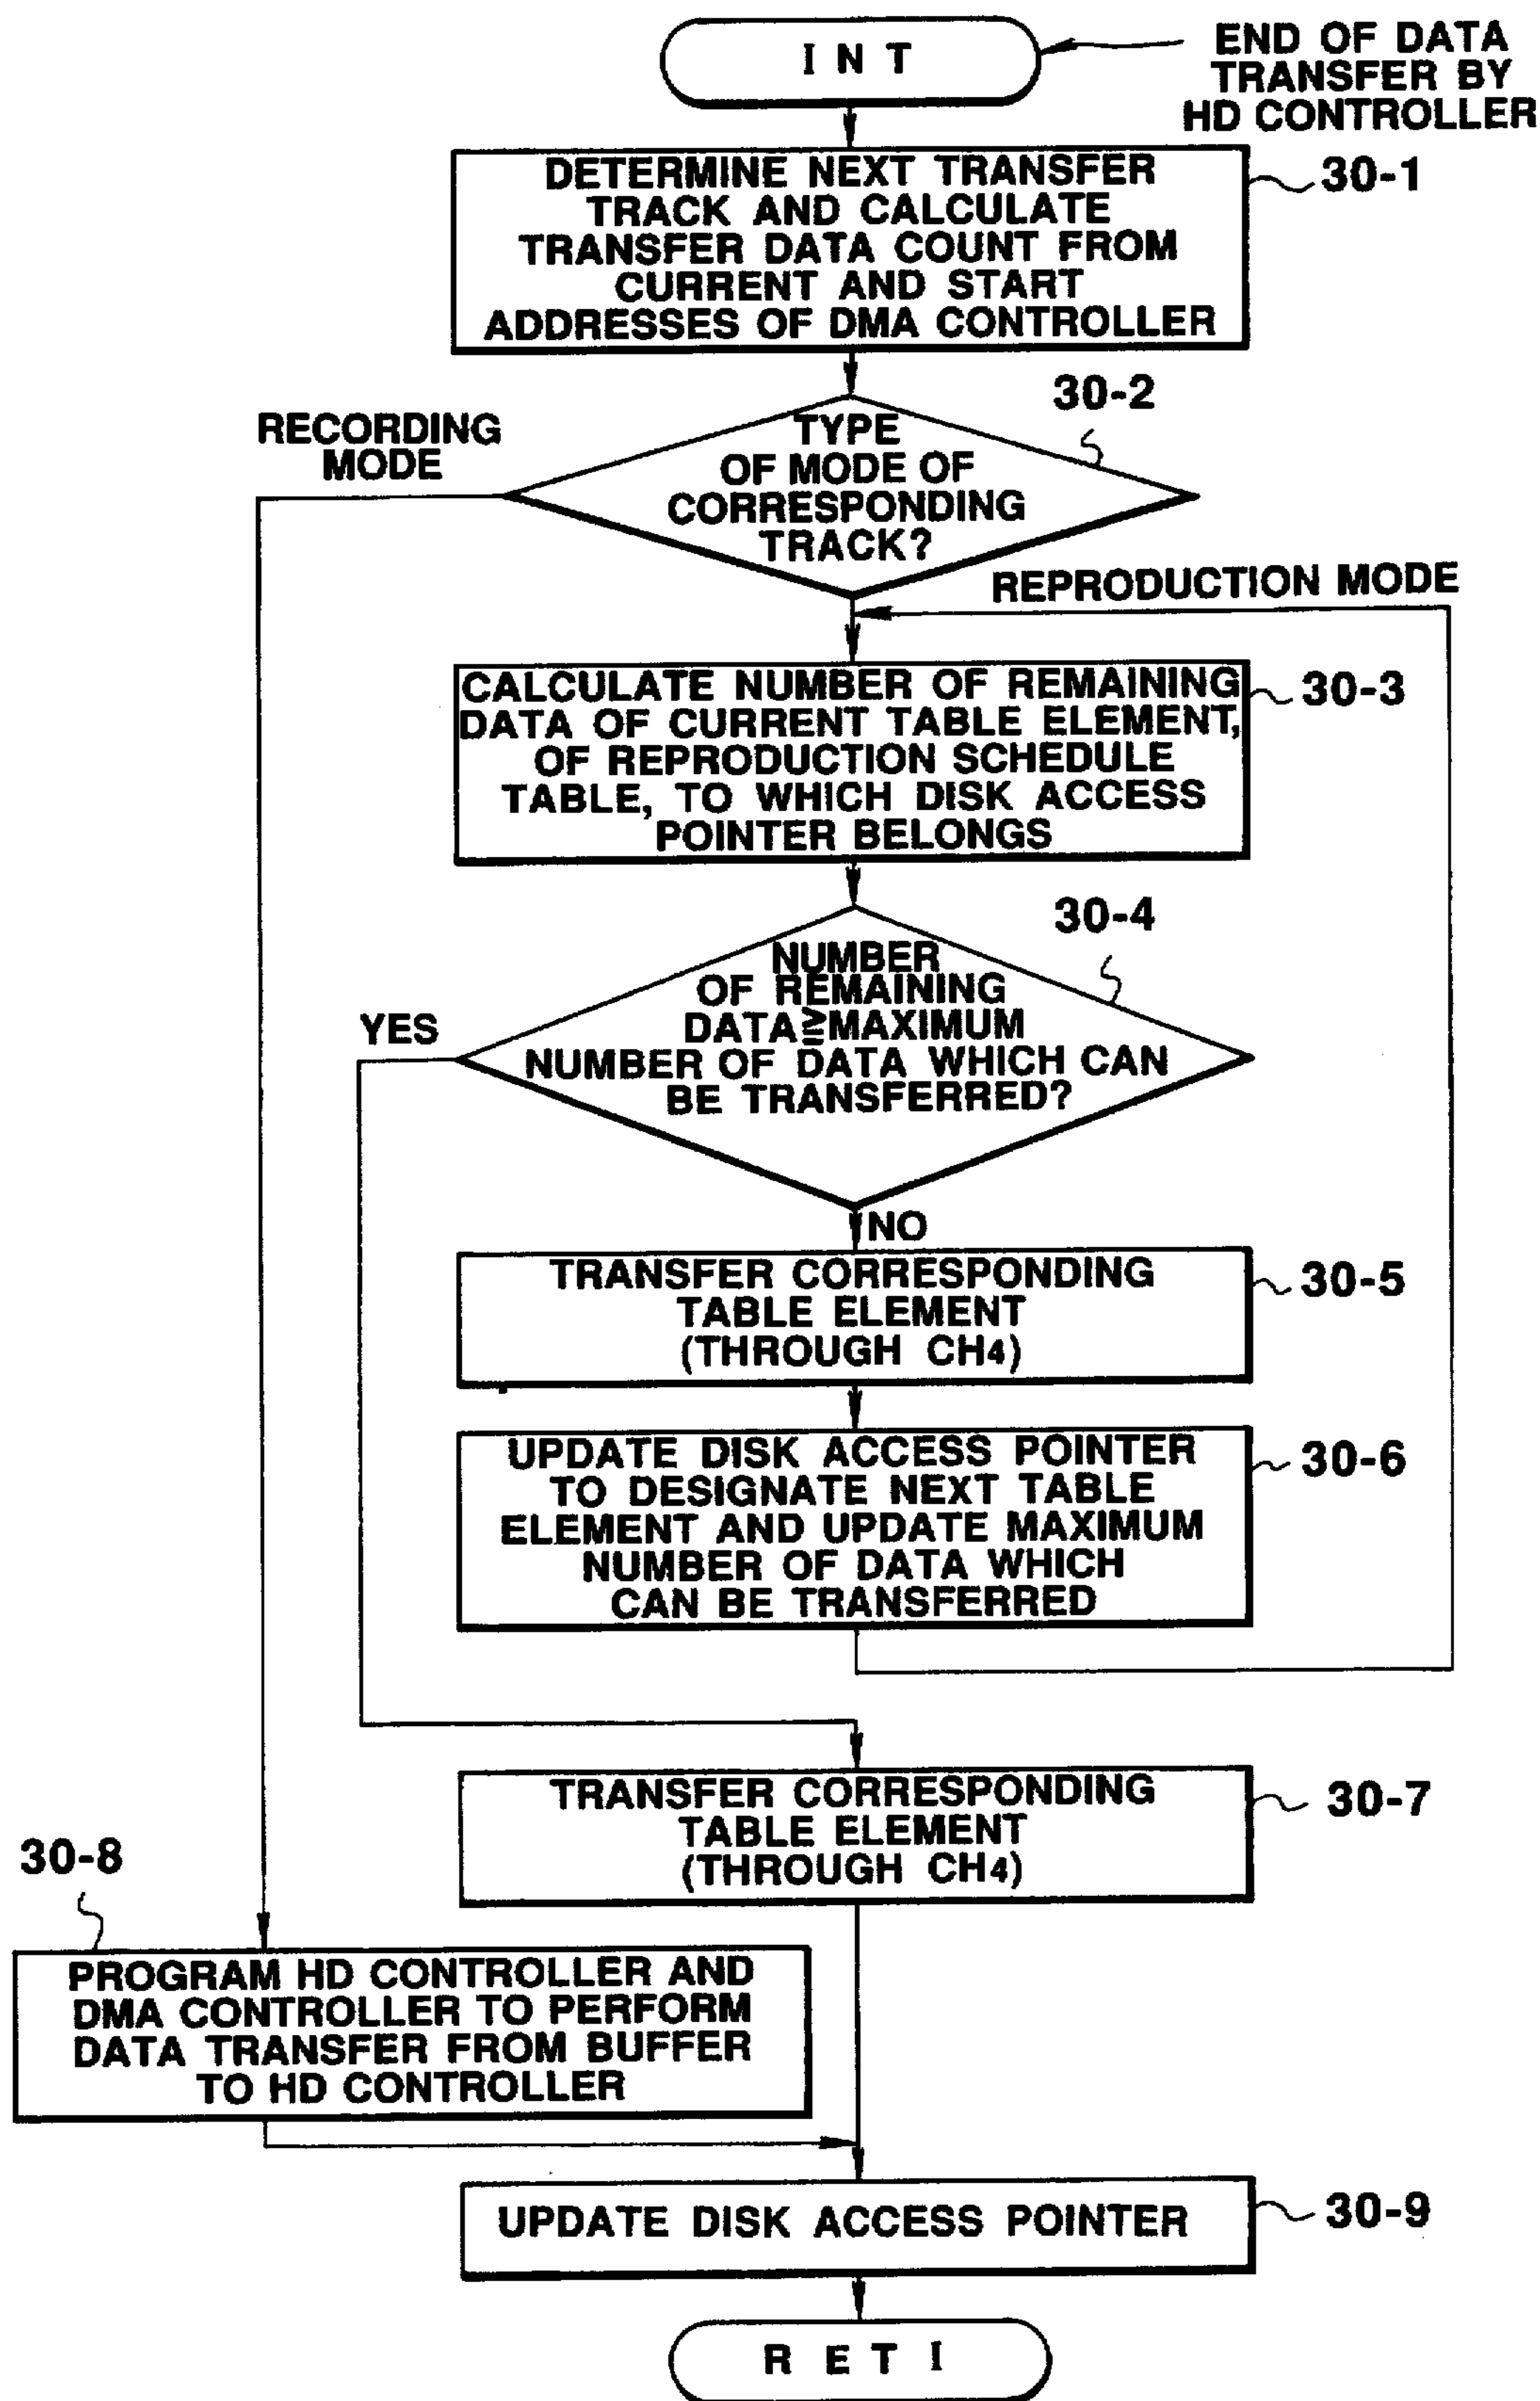 INT
END OF DATA
TRANSFER BY
HD CONTROLLER
DETERMINE NEXT TRANSFER
TRACK AND CALCULATE
TRANSFER DATA COUNT FROM
CURRENT AND START
ADDRESSES OF DMA CONTROLLER
30-1
30-2
RECORDING
MODE
TYPE
OF MODE OF
CORRESPONDING
TRACK?
REPRODUCTION MODE
CALCULATE NUMBER OF REMAINING
DATA OF CURRENT TABLE ELEMENT,
OF REPRODUCTION SCHEDULE
TABLE, TO WHICH DISK ACCESS
POINTER BELONGS
30-3
30-4
NUMBER
OF REMAINING
DATA≧MAXIMUM
NUMBER OF DATA WHICH CAN
BE TRANSFERRED?
YES
NO
TRANSFER CORRESPONDING
TABLE ELEMENT
(THROUGH CH4)
30-5
UPDATE DISK ACCESS POINTER
TO DESIGNATE NEXT TABLE
ELEMENT AND UPDATE MAXIMUM
NUMBER OF DATA WHICH
CAN BE TRANSFERRED
30-6
TRANSFER CORRESPONDING
TABLE ELEMENT
(THROUGH CH4)
30-7
30-8
PROGRAM HD CONTROLLER AND
DMA CONTROLLER TO PERFORM
DATA TRANSFER FROM BUFFER
TO HD CONTROLLER
UPDATE DISK ACCESS POINTER
30-9
RETI